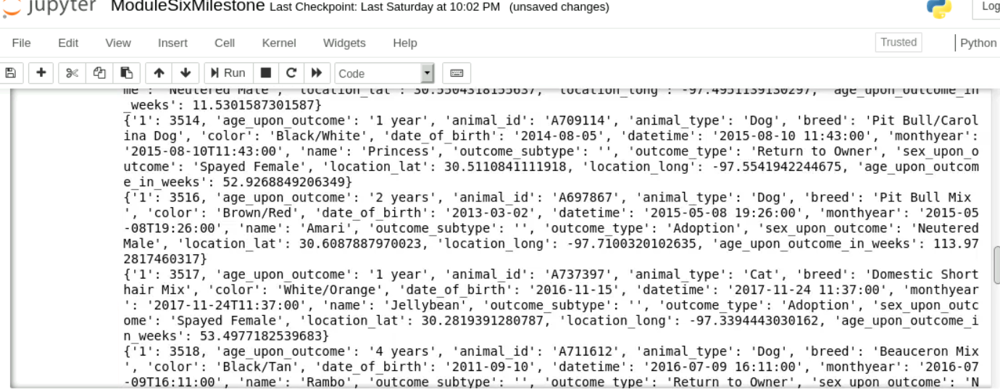 jupyter ModuleSixMilestone Last Checkpoint: Last Saturday at 10:02 PM (unsaved changes)
Log
File Edit View Insert Cell Kernel Widgets Help Trusted Python
Run Code
me': 'Neutered Male', 'location_lat': 30.5504318155637, 'location_long': -97.4951139130297, 'age_upon_outcome_in
_weeks': 11.5301587301587}
{'1': 3514, 'age_upon_outcome': '1 year', 'animal_id': 'A709114', 'animal_type': 'Dog', 'breed': 'Pit Bull/Carol
ina Dog', 'color': 'Black/White', 'date_of_birth': '2014-08-05', 'datetime': '2015-08-10 11:43:00', 'monthyear':
'2015-08-10T11:43:00', 'name': 'Princess', 'outcome_subtype': '', 'outcome_type': 'Return to Owner', 'sex_upon_o
utcome': 'Spayed Female', 'location_lat': 30.5110841111918, 'location_long': -97.5541942244675, 'age_upon_outcom
e_in_weeks': 52.9268849206349}
{'1': 3516, 'age_upon_outcome': '2 years', 'animal_id': 'A697867', 'animal_type': 'Dog', 'breed': 'Pit Bull Mix
', 'color': 'Brown/Red', 'date_of_birth': '2013-03-02', 'datetime': '2015-05-08 19:26:00', 'monthyear': '2015-05
-08T19:26:00', 'name': 'Amari', 'outcome_subtype': '', 'outcome_type': 'Adoption', 'sex_upon_outcome': 'Neutered
Male', 'location_lat': 30.6087887970023, 'location_long': -97.7100320102635, 'age_upon_outcome_in_weeks': 113.97
2817460317}
{'1': 3517, 'age_upon_outcome': '1 year', 'animal_id': 'A737397', 'animal_type': 'Cat', 'breed': 'Domestic Short
hair Mix', 'color': 'White/Orange', 'date_of_birth': '2016-11-15', 'datetime': '2017-11-24 11:37:00', 'monthyear
': '2017-11-24T11:37:00', 'name': 'Jellybean', 'outcome_subtype': '', 'outcome_type': 'Adoption', 'sex_upon_outc
ome': 'Spayed Female', 'location_lat': 30.2819391280787, 'location_long': -97.3394443030162, 'age_upon_outcome_i
n_weeks': 53.4977182539683}
{'1': 3518, 'age_upon_outcome': '4 years', 'animal_id': 'A711612', 'animal_type': 'Dog', 'breed': 'Beauceron Mix
', 'color': 'Black/Tan', 'date_of_birth': '2011-09-10', 'datetime': '2016-07-09 16:11:00', 'monthyear': '2016-07
-09T16:11:00', 'name': 'Rambo', 'outcome_subtype': '', 'outcome_type': 'Return to Owner', 'sex_upon_outcome': 'N